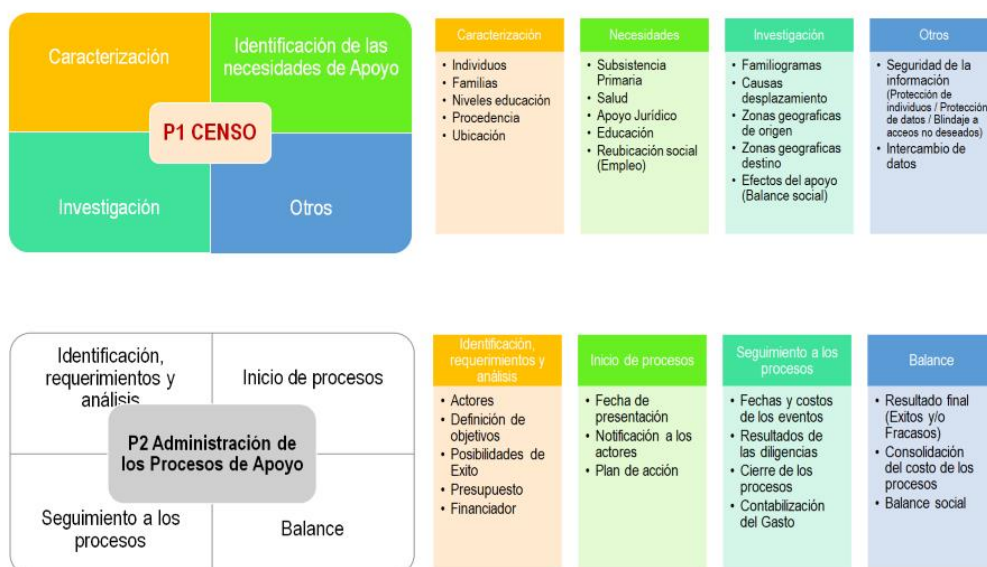 Caracterización
Identificación de las
necesidades de Apoyo
P1 CENSO
Investigación
Otros
Caracterización
• Individuos
• Familias
• Niveles educación
• Procedencia
• Ubicación
Necesidades
• Subsistencia
Primaria
• Salud
• Apoyo Jurídico
• Educación
• Reubicación social
(Empleo)
Investigación
• Familiogramas
• Causas
desplazamiento
• Zonas geograficas
de origen
• Zonas geograficas
destino
• Efectos del apoyo
(Balance social)
Otros
• Seguridad de la
información
(Protección de
individuos / Protección
de datos / Blindaje a
acceos no deseados)
• Intercambio de
datos
Identificación,
requerimientos y
análisis
Inicio de procesos
P2 Administración de
los Procesos de Apoyo
Seguimiento a los
procesos
Balance
Identificación,
requerimientos y
análisis
• Actores
• Definición de
objetivos
• Posibilidades de
Exito
• Presupuesto
• Financiador
Inicio de procesos
• Fecha de
presentación
• Notificación a los
actores
• Plan de acción
Seguimiento a los
procesos
• Fechas y costos
de los eventos
• Resultados de
las diligencias
• Cierre de los
procesos
• Contabilización
del Gasto
Balance
• Resultado final
(Exitos y/o
Fracasos)
• Consolidación
del costo de los
procesos
• Balance social